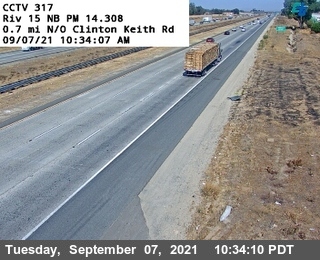 CCTV 317
Riv 15 NB PM 14.308
0.7 mi N/O Clinton Keith Rd
09/07/21 10:34:07 AM
Tuesday, September 07, 2021 10:34:10 PDT